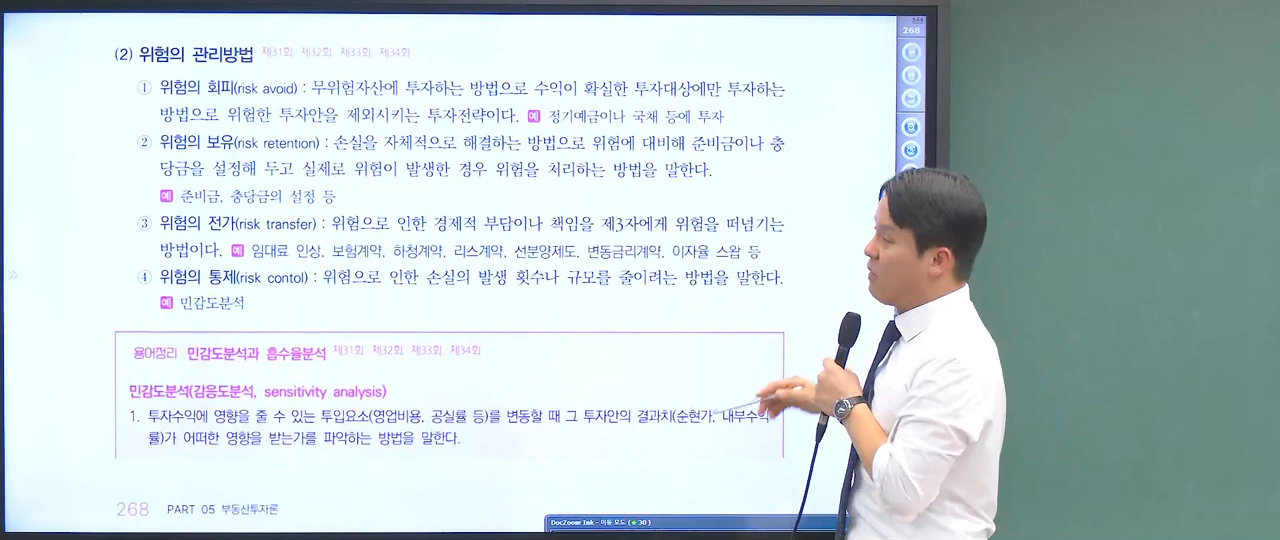 544
268
(2) 위험의 관리방법 제31회 제32회 제33회 제34회
① 위험의 회피(risk avoid) : 무위험자산에 투자하는 방법으로 수익이 확실한 투자대상에만 투자하는
방법으로 위험한 투자안을 제외시키는 투자전략이다. 예 정기예금이나 국채 등에 투자
② 위험의 보유(risk retention) : 손실을 자체적으로 해결하는 방법으로 위험에 대비해 준비금이나 충
당금을 설정해 두고 실제로 위험이 발생한 경우 위험을 처리하는 방법을 말한다.
예 준비금, 충당금의 설정 등
③ 위험의 전가(risk transfer) : 위험으로 인한 경제적 부담이나 책임을 제3자에게 위험을 떠넘기는
방법이다. 예 임대료 인상, 보험계약, 하청계약, 리스계약, 선분양제도, 변동금리계약, 이자율 스왑 등
④ 위험의 통제(risk contol) : 위험으로 인한 손실의 발생 횟수나 규모를 줄이려는 방법을 말한다.
예 민감도분석
용어정리 민감도분석과 흡수율분석 제31회 제32회 제33회 제34회
민감도분석(감응도분석, sensitivity analysis)
1. 투자수익에 영향을 줄 수 있는 투입요소(영업비용, 공실률 등)를 변동할 때 그 투자안의 결과치(순현가, 내부수익
률)가 어떠한 영향을 받는가를 파악하는 방법을 말한다.
268 PART 05 부동산투자론
DocZoom Ink - 이동 모드 ( 30 )